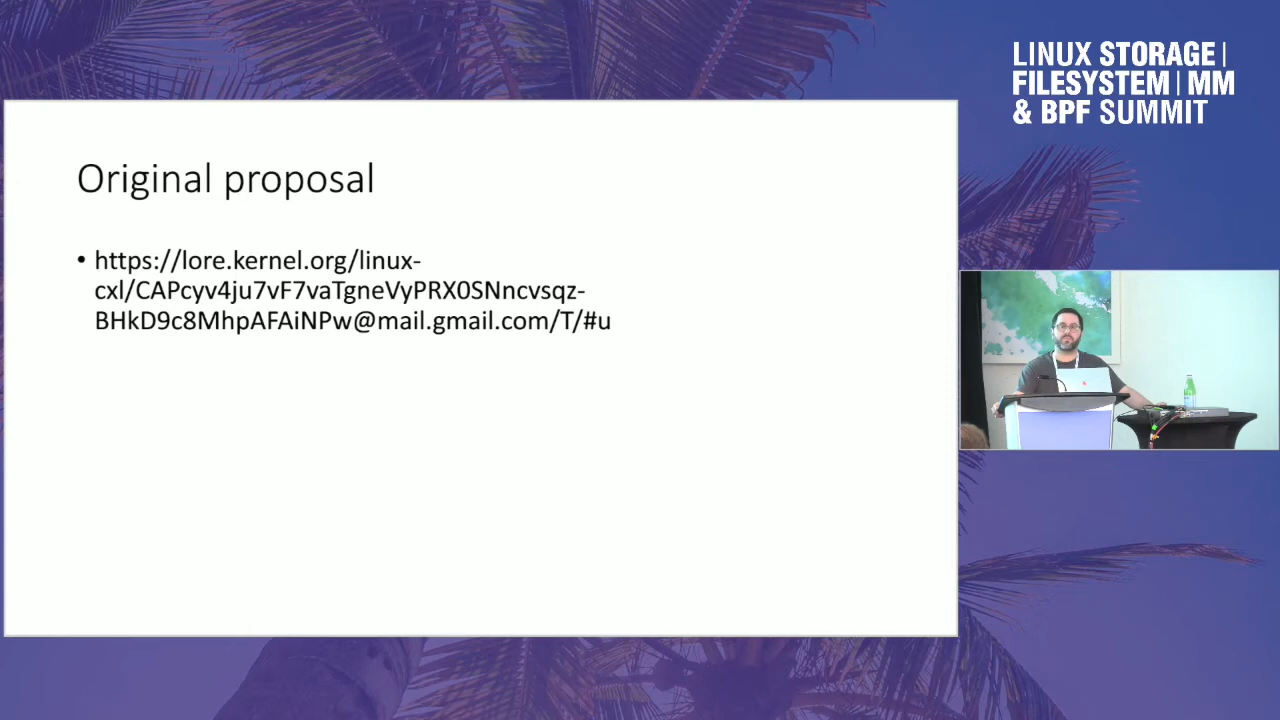 LINUX STORAGE |
FILESYSTEM | MM
& BPF SUMMIT
Original proposal
• https://lore.kernel.org/linux-
cxl/CAPcyv4ju7vF7vaTgneVyPRX0SNncvsqz-
BHkD9c8MhpAFAiNPw@mail.gmail.com/T/#u